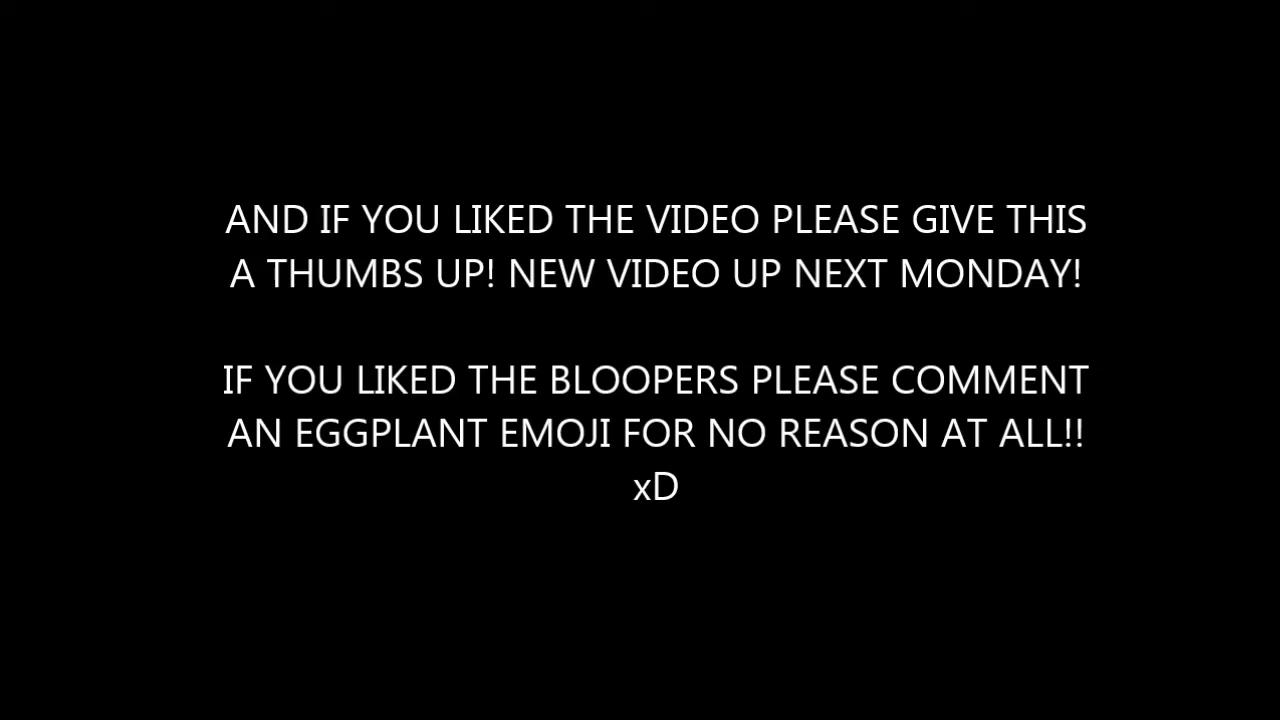 AND IF YOU LIKED THE VIDEO PLEASE GIVE THIS
A THUMBS UP! NEW VIDEO UP NEXT MONDAY!
IF YOU LIKED THE BLOOPERS PLEASE COMMENT
AN EGGPLANT EMOJI FOR NO REASON AT ALL!!
xD